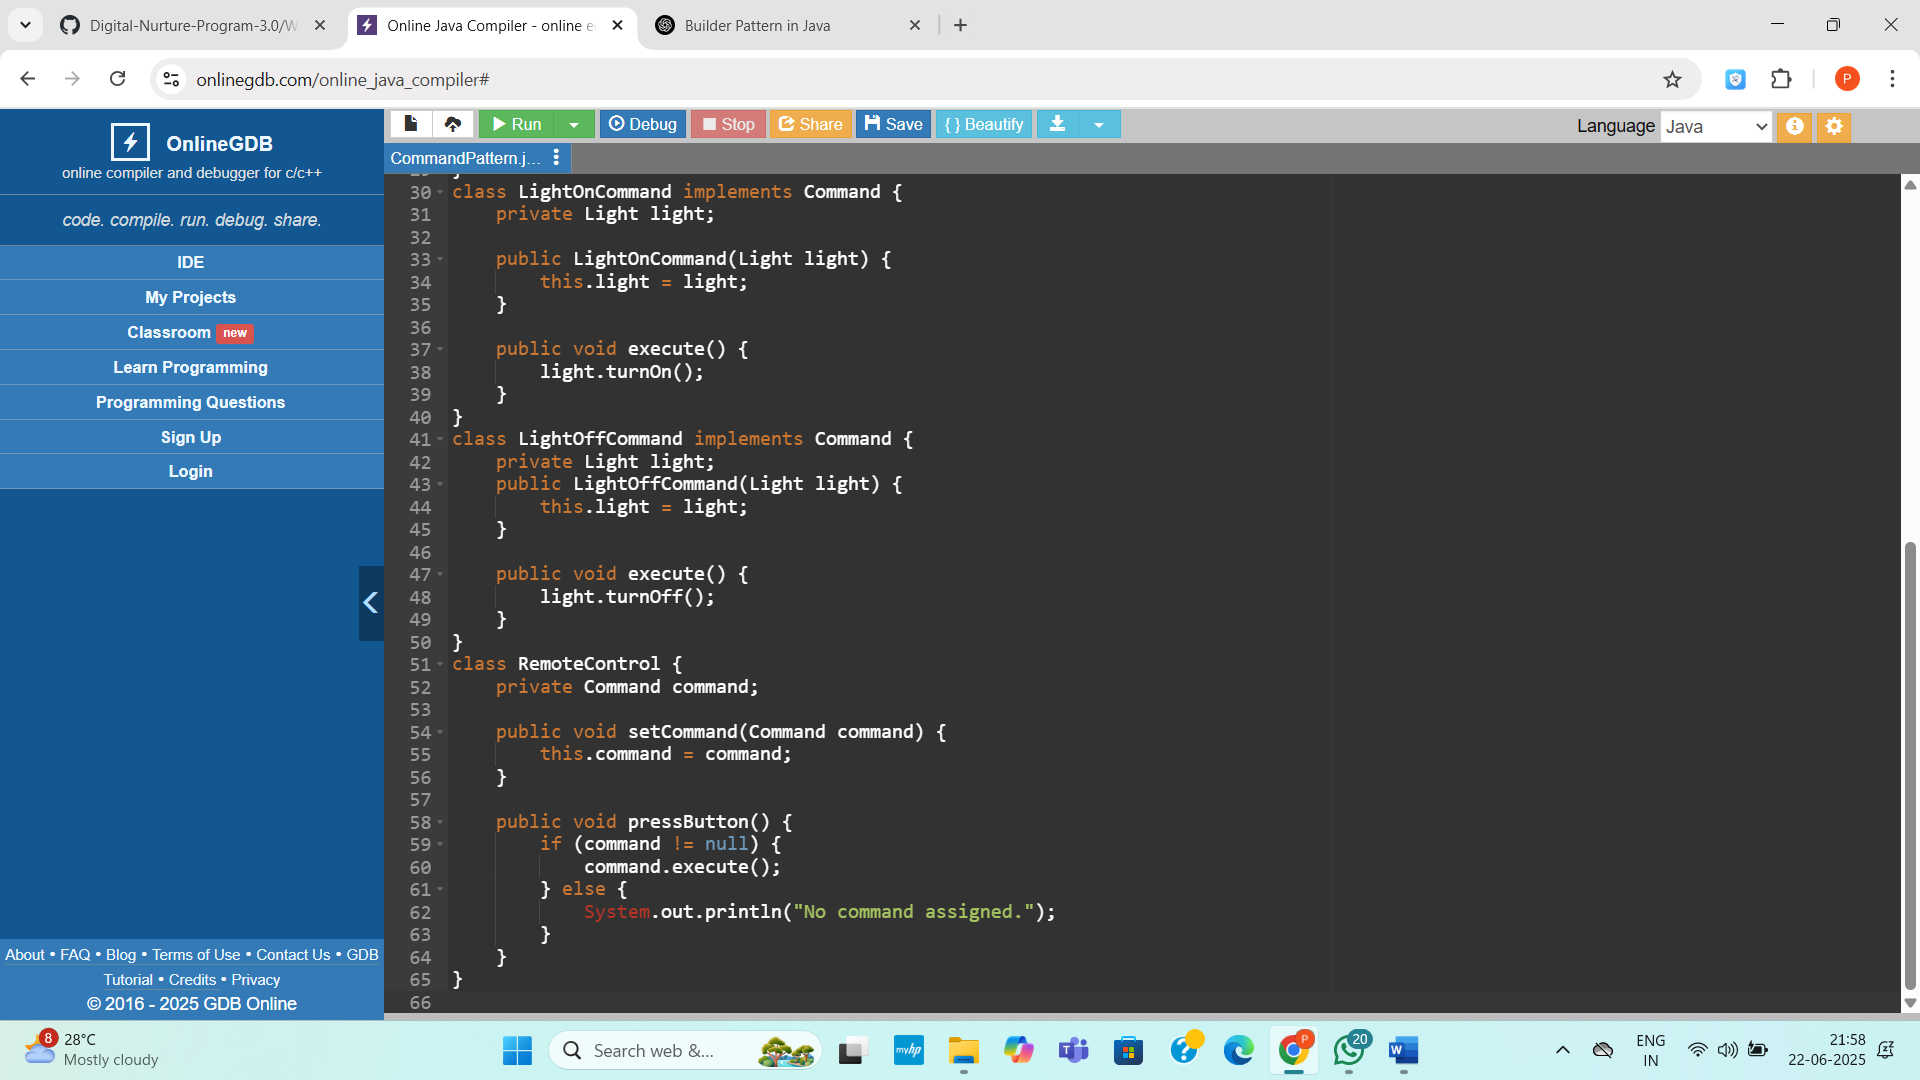 Digital-Nurture-Program-3.0/W
Online Java Compiler - online e
Builder Pattern in Java
onlinegdb.com/online_java_compiler#
P
OnlineGDB
online compiler and debugger for c/c++
code. compile. run. debug. share.
IDE
My Projects
Classroom new
Learn Programming
Programming Questions
Sign Up
Login
About • FAQ • Blog • Terms of Use • Contact Us • GDB
Tutorial • Credits • Privacy
© 2016 - 2025 GDB Online
Run Debug Stop Share Save { } Beautify
Language Java
CommandPattern.j...
30 class LightOnCommand implements Command {
31     private Light light;
32
33     public LightOnCommand(Light light) {
34         this.light = light;
35     }
36
37     public void execute() {
38         light.turnOn();
39     }
40 }
41 class LightOffCommand implements Command {
42     private Light light;
43     public LightOffCommand(Light light) {
44         this.light = light;
45     }
46
47     public void execute() {
48         light.turnOff();
49     }
50 }
51 class RemoteControl {
52     private Command command;
53
54     public void setCommand(Command command) {
55         this.command = command;
56     }
57
58     public void pressButton() {
59         if (command != null) {
60             command.execute();
61         } else {
62             System.out.println("No command assigned.");
63         }
64     }
65 }
66
8
28°C
Mostly cloudy
Search web &...
myhp
P
20
W
ENG
IN
21:58
22-06-2025